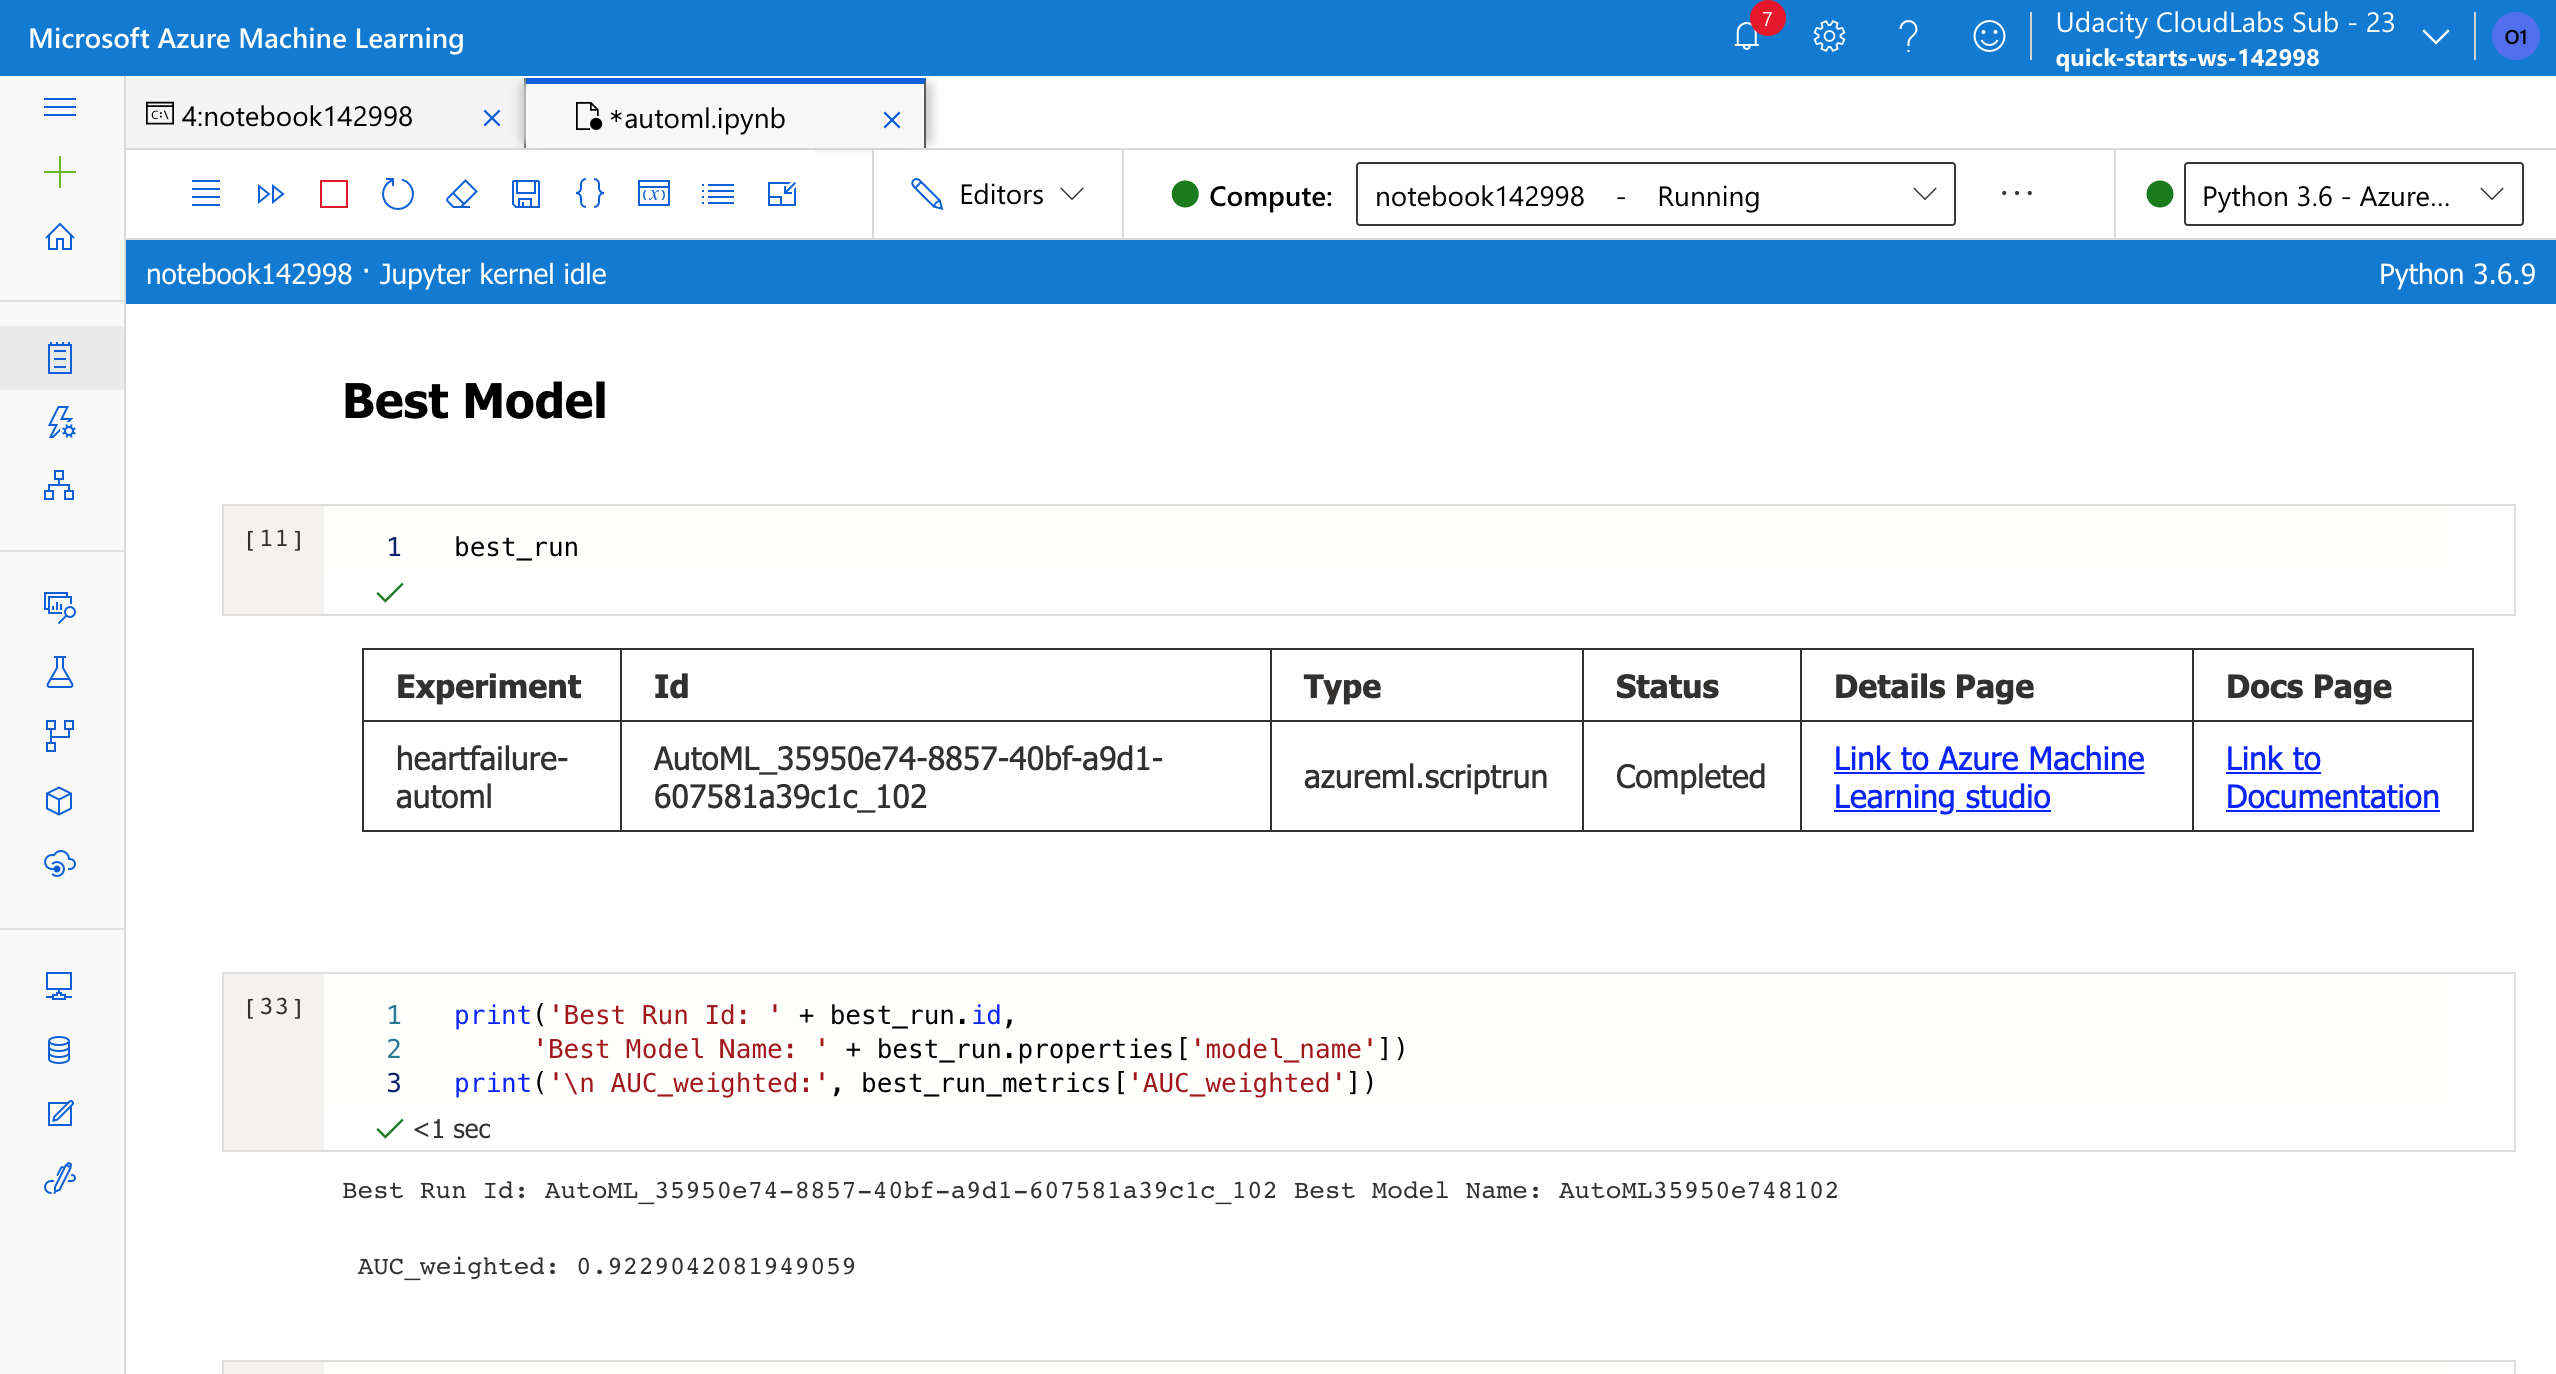 Microsoft Azure Machine Learning
7
Udacity CloudLabs Sub - 23
quick-starts-ws-142998
O1
4:notebook142998
*automl.ipynb
Editors
Compute:
notebook142998 - Running
Python 3.6 - Azure...
notebook142998 · Jupyter kernel idle
Python 3.6.9
Best Model
[11]
1 best_run
Experiment Id Type Status Details Page Docs Page
heartfailure- AutoML_35950e74-8857-40bf-a9d1- azureml.scriptrun Completed Link to Azure Machine Link to
automl 607581a39c1c_102 Learning studio Documentation
[33]
1 print('Best Run Id: ' + best_run.id,
2 'Best Model Name: ' + best_run.properties['model_name'])
3 print('\n AUC_weighted:', best_run_metrics['AUC_weighted'])
<1 sec
Best Run Id: AutoML_35950e74-8857-40bf-a9d1-607581a39c1c_102 Best Model Name: AutoML35950e748102
AUC_weighted: 0.9229042081949059